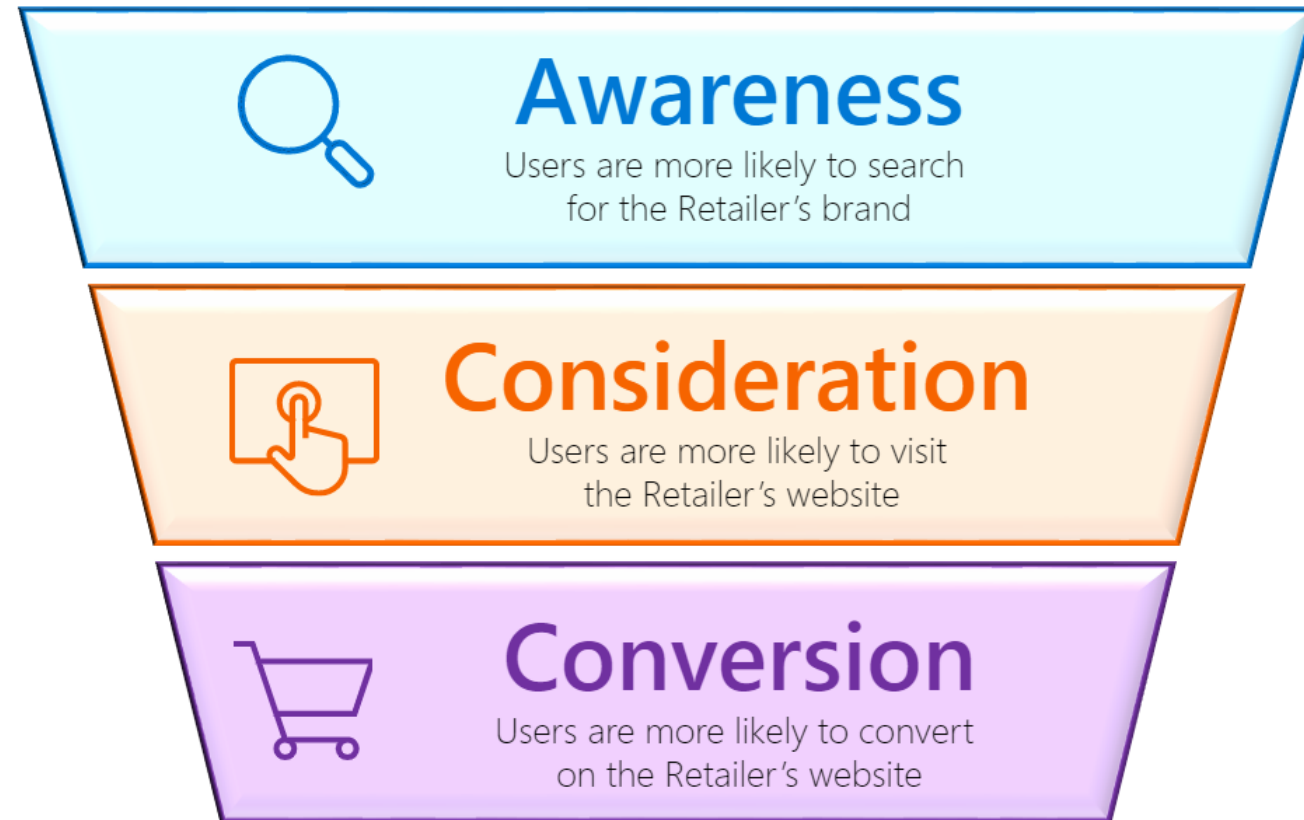 Awareness
Users are more likely to search
for the Retailer’s brand
Consideration
Users are more likely to visit
the Retailer’s website
Conversion
Users are more likely to convert
on the Retailer’s website